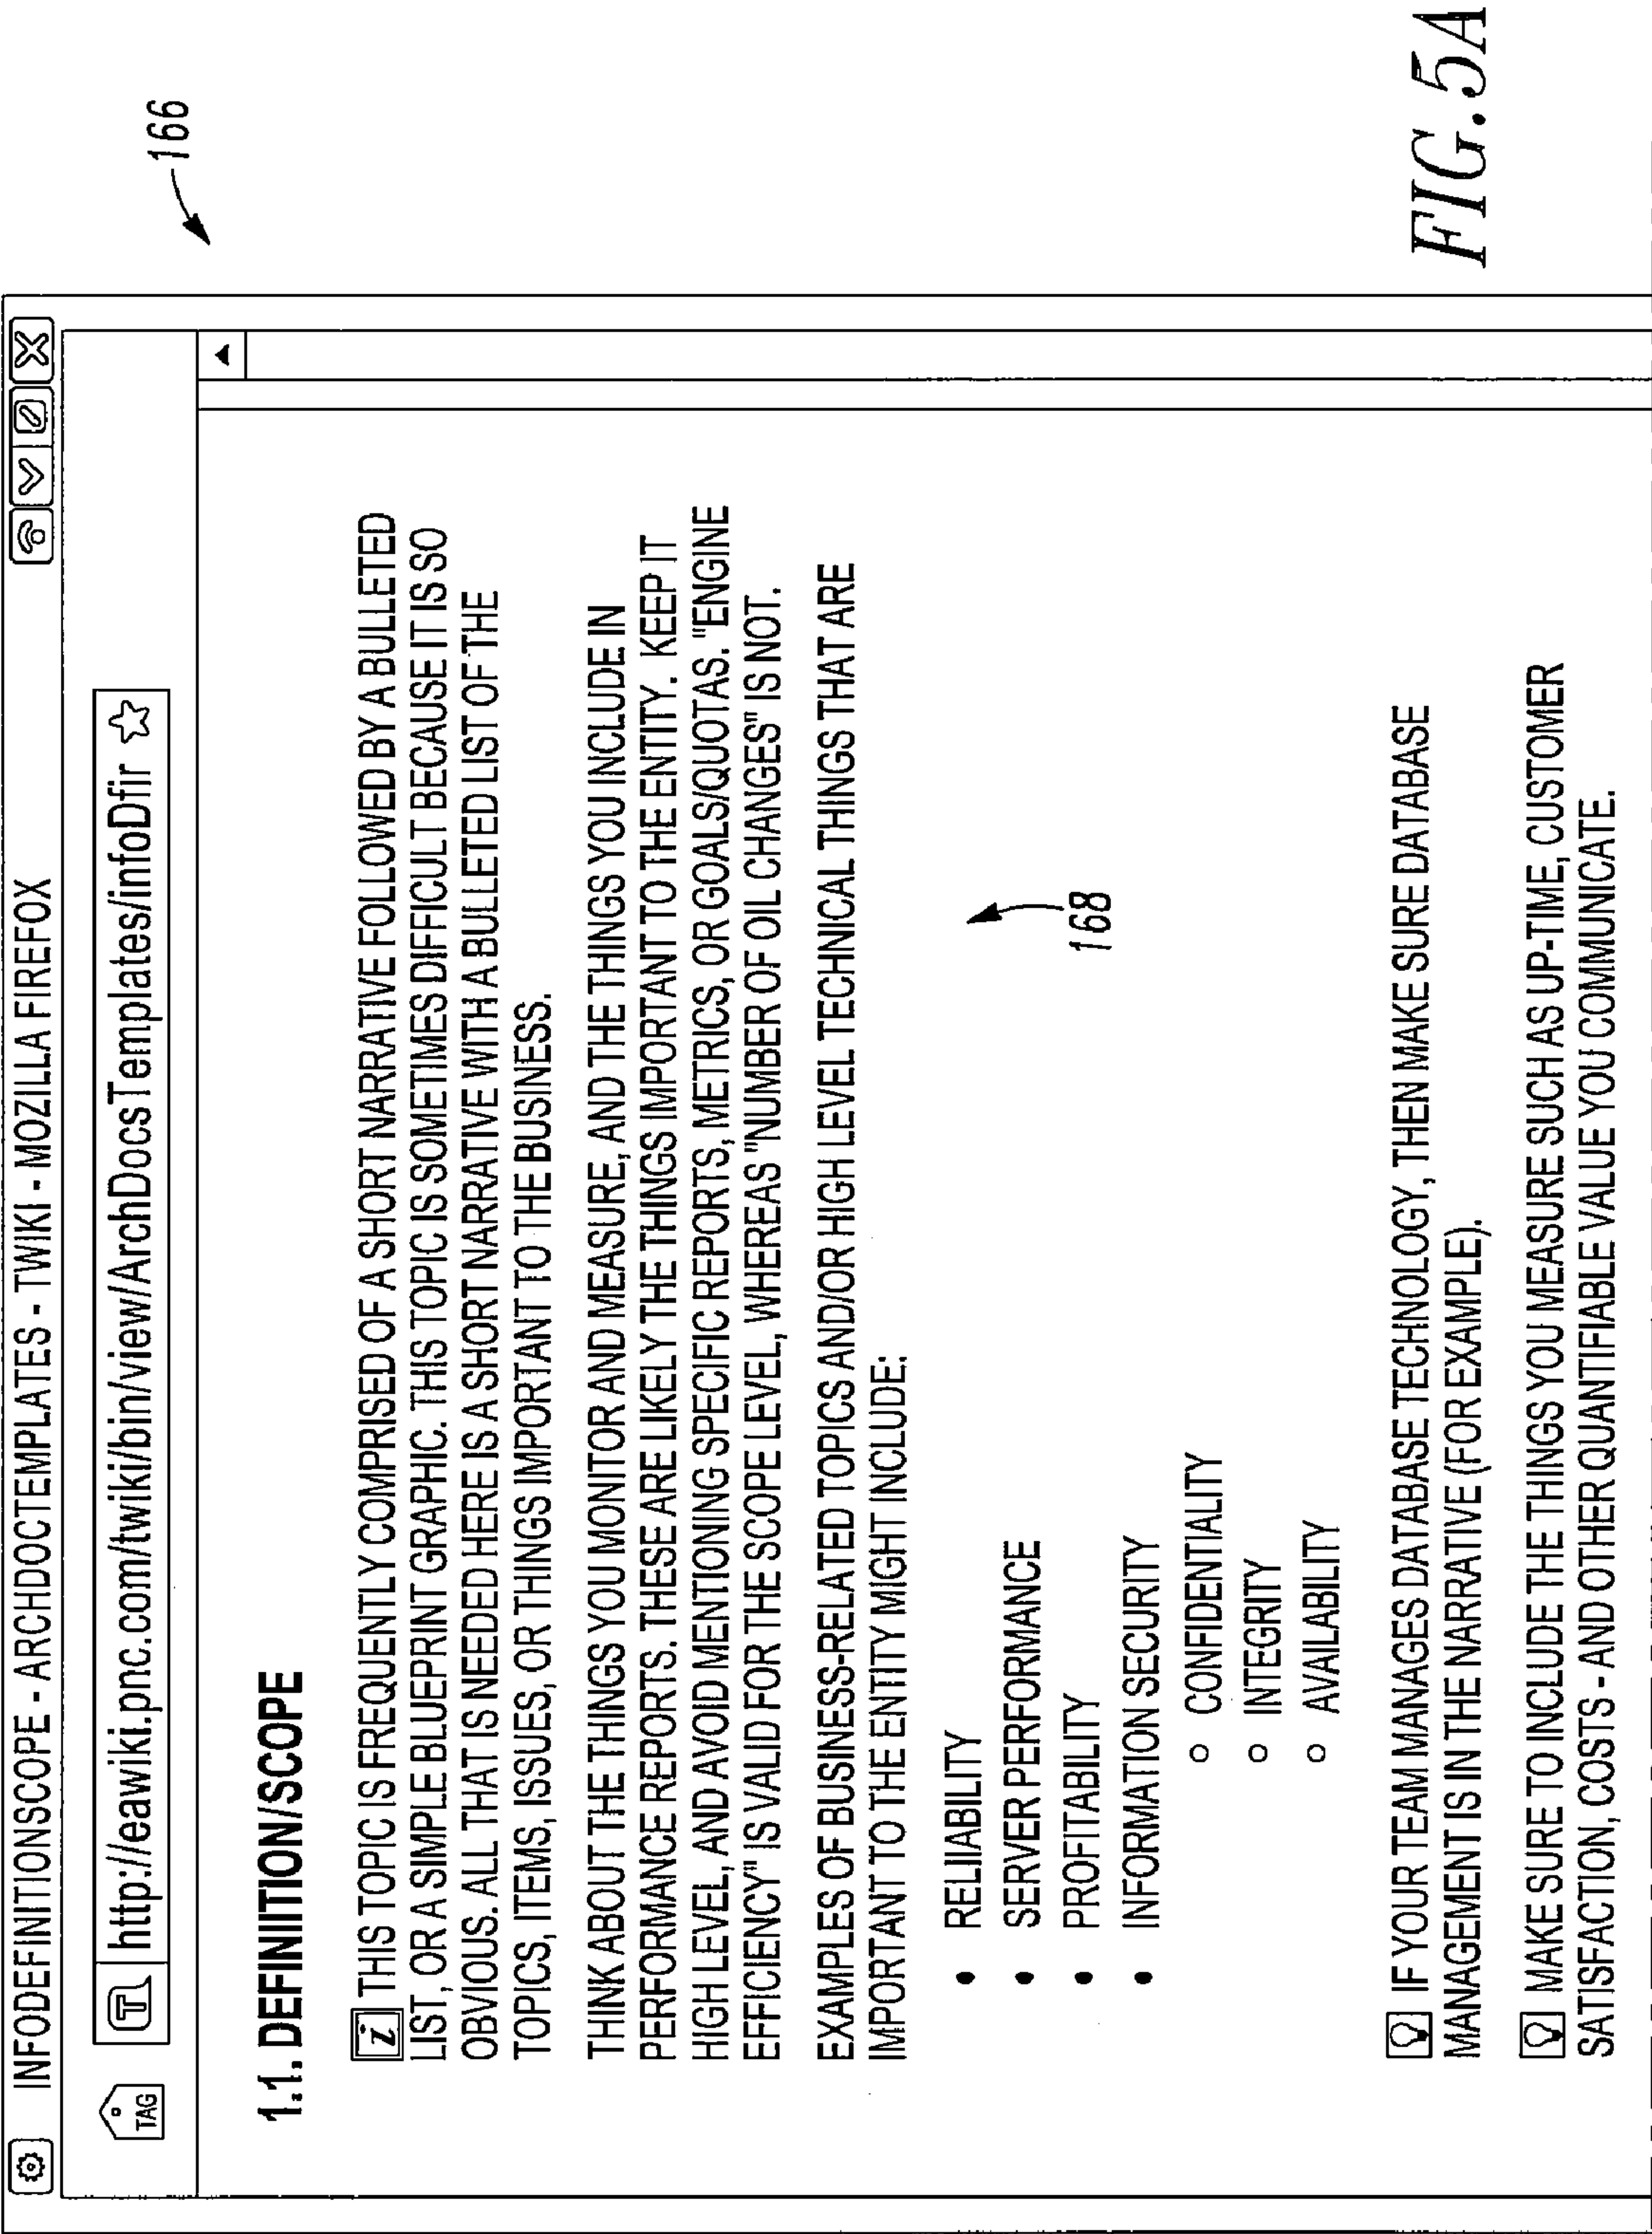 INFODEFINITIONSCOPE - ARCHDOCTEMPLATES - TWIKI - MOZILLA FIREFOX
TAG
http://eawiki.pnc.com/twiki/bin/view/ArchDocsTemplates/infoDfir
166
1.1. DEFINIITION/SCOPE
i THIS TOPIC IS FREQUENTLY COMPRISED OF A SHORT NARRATIVE FOLLOWED BY A BULLETED
LIST, OR A SIMPLE BLUEPRINT GRAPHIC. THIS TOPIC IS SOMETIMES DIFFICULT BECAUSE IT IS SO
OBVIOUS. ALL THAT IS NEEDED HERE IS A SHORT NARRATIVE WITH A BULLETED LIST OF THE
TOPICS, ITEMS, ISSUES, OR THINGS IMPORTANT TO THE BUSINESS.
THINK ABOUT THE THINGS YOU MONITOR AND MEASURE, AND THE THINGS YOU INCLUDE IN
PERFORMANCE REPORTS. THESE ARE LIKELY THE THINGS IMPORTANT TO THE ENTITY. KEEP IT
HIGH LEVEL, AND AVOID MENTIONING SPECIFIC REPORTS, METRICS, OR GOALS/QUOTAS. "ENGINE
EFFICIENCY" IS VALID FOR THE SCOPE LEVEL, WHEREAS "NUMBER OF OIL CHANGES" IS NOT.
EXAMPLES OF BUSINESS-RELATED TOPICS AND/OR HIGH LEVEL TECHNICAL THINGS THAT ARE
IMPORTANT TO THE ENTITY MIGHT INCLUDE:
• RELIIABILITY
• SERVER PERFORMANCE
• PROFITABILITY
• INFORMATION SECURITY
○ CONFIDENTIALITY
○ INTEGRITY
○ AVAILABILITY
168
IF YOUR TEAM MANAGES DATABASE TECHNOLOGY, THEN MAKE SURE DATABASE
MANAGEMENT IS IN THE NARRATIVE (FOR EXAMPLE).
MAKE SURE TO INCLUDE THE THINGS YOU MEASURE SUCH AS UP-TIME, CUSTOMER
SATISFACTION, COSTS - AND OTHER QUANTIFIABLE VALUE YOU COMMUNICATE.
FIG.5A